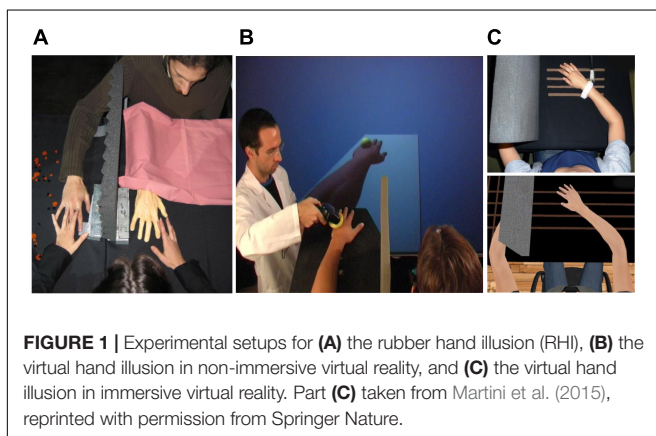 A
B
C
FIGURE 1 | Experimental setups for (A) the rubber hand illusion (RHI), (B) the
virtual hand illusion in non-immersive virtual reality, and (C) the virtual hand
illusion in immersive virtual reality. Part (C) taken from Martini et al. (2015),
reprinted with permission from Springer Nature.